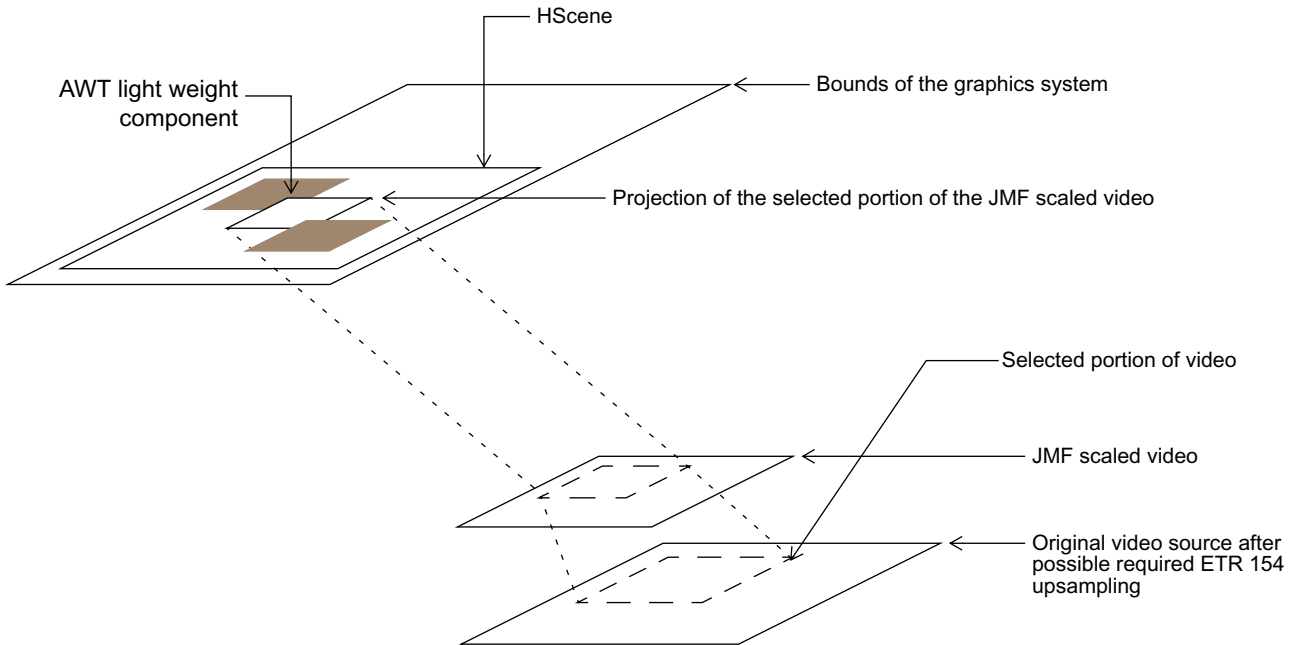 HScene
Bounds of the graphics system
AWT light weight
component
Projection of the selected portion of the JMF scaled video
Selected portion of video
JMF scaled video
Original video source after
possible required ETR 154
upsampling